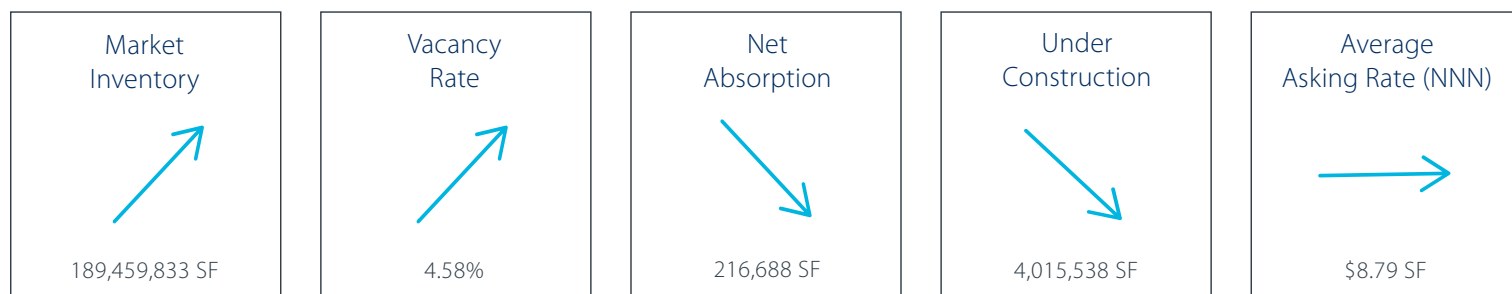 Market
Inventory
189,459,833 SF
Vacancy
Rate
4.58%
Net
Absorption
216,688 SF
Under
Construction
4,015,538 SF
Average
Asking Rate (NNN)
$8.79 SF